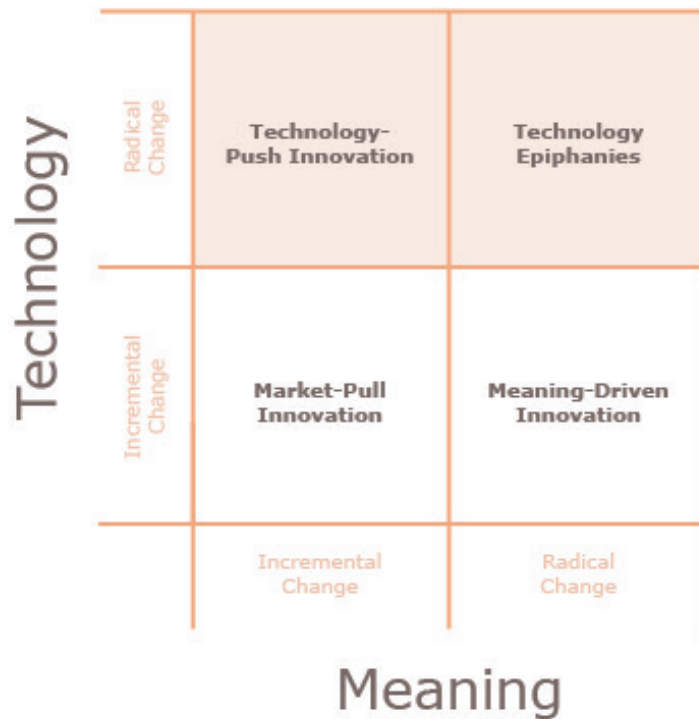 Technology
Radical
Change
Technology-
Push Innovation
Technology
Epiphanies
Incremental
Change
Market-Pull
Innovation
Meaning-Driven
Innovation
Incremental
Change
Radical
Change
Meaning